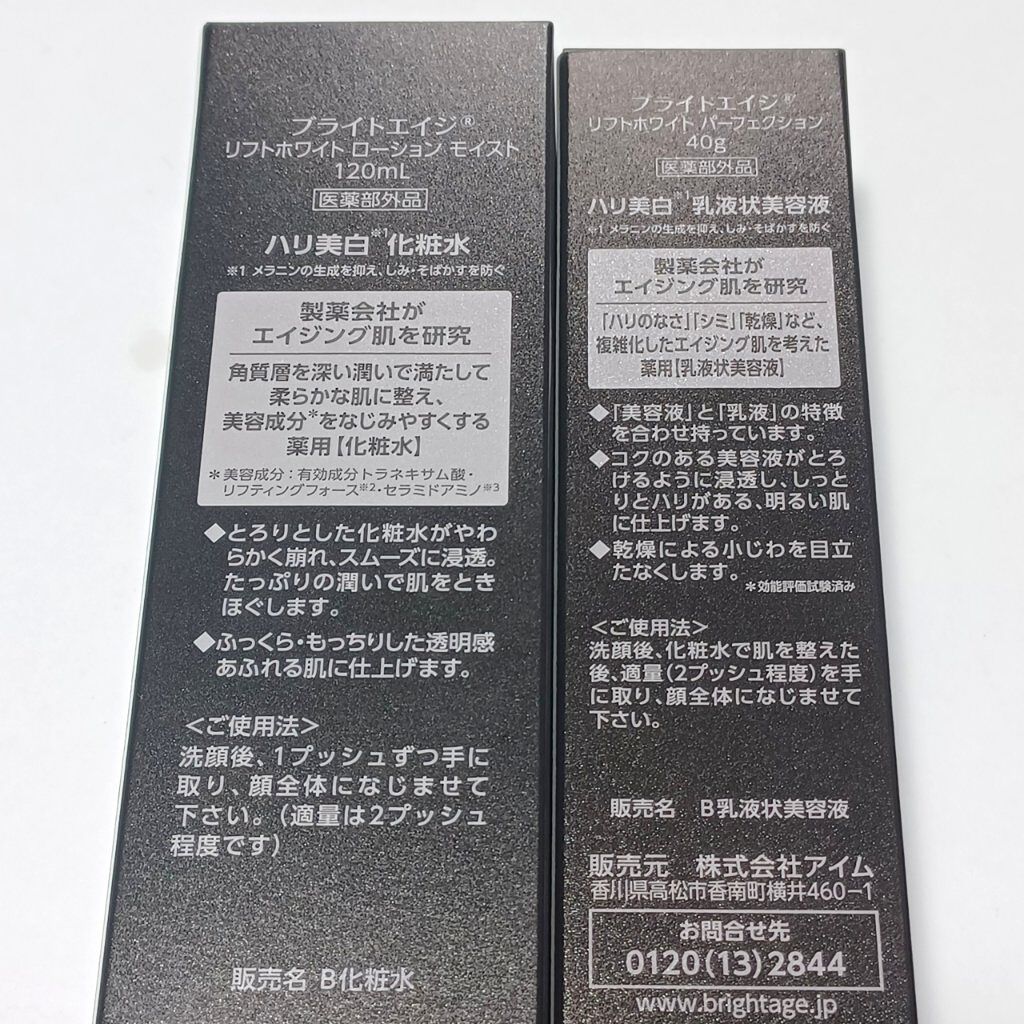 ブライトエイジ®
リフトホワイト ローション モイスト
120mL
医薬部外品
ハリ美白※1化粧水
※1 メラニンの生成を抑え、しみ・そばかすを防ぐ
製薬会社が
エイジング肌を研究
角質層を深い潤いで満たして
柔らかな肌に整え、
美容成分*をなじみやすくする
薬用【化粧水】
*美容成分：有効成分トラネキサム酸・
リフティングフォース※2・セラミドアミノ※3
◆とろりとした化粧水がやわ
らかく崩れ、スムーズに浸透。
たっぷりの潤いで肌をとき
ほぐします。
◆ふっくら・もっちりした透明感
あふれる肌に仕上げます。
＜ご使用法＞
洗顔後、1プッシュずつ手に
取り、顔全体になじませて
下さい。（適量は2プッシュ
程度です）
販売名 B化粧水
ブライトエイジ®
リフトホワイト パーフェクション
40g
医薬部外品
ハリ美白※1乳液状美容液
※1 メラニンの生成を抑え、しみ・そばかすを防ぐ
製薬会社が
エイジング肌を研究
「ハリのなさ」「シミ」「乾燥」など、
複雑化したエイジング肌を考えた
薬用【乳液状美容液】
◆「美容液」と「乳液」の特徴
を合わせ持っています。
◆コクのある美容液がとろ
けるように浸透し、しっと
りとハリがある、明るい肌
に仕上げます。
◆乾燥による小じわを目立
たなくします。
*効能評価試験済み
＜ご使用法＞
洗顔後、化粧水で肌を整えた
後、適量（2プッシュ程度）を手
に取り、顔全体になじませて
下さい。
販売名 B乳液状美容液
販売元 株式会社アイム
香川県高松市香南町横井460-1
お問合せ先
0120(13)2844
www.brightage.jp